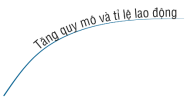 Tăng quy mô và tỉ lệ lao động